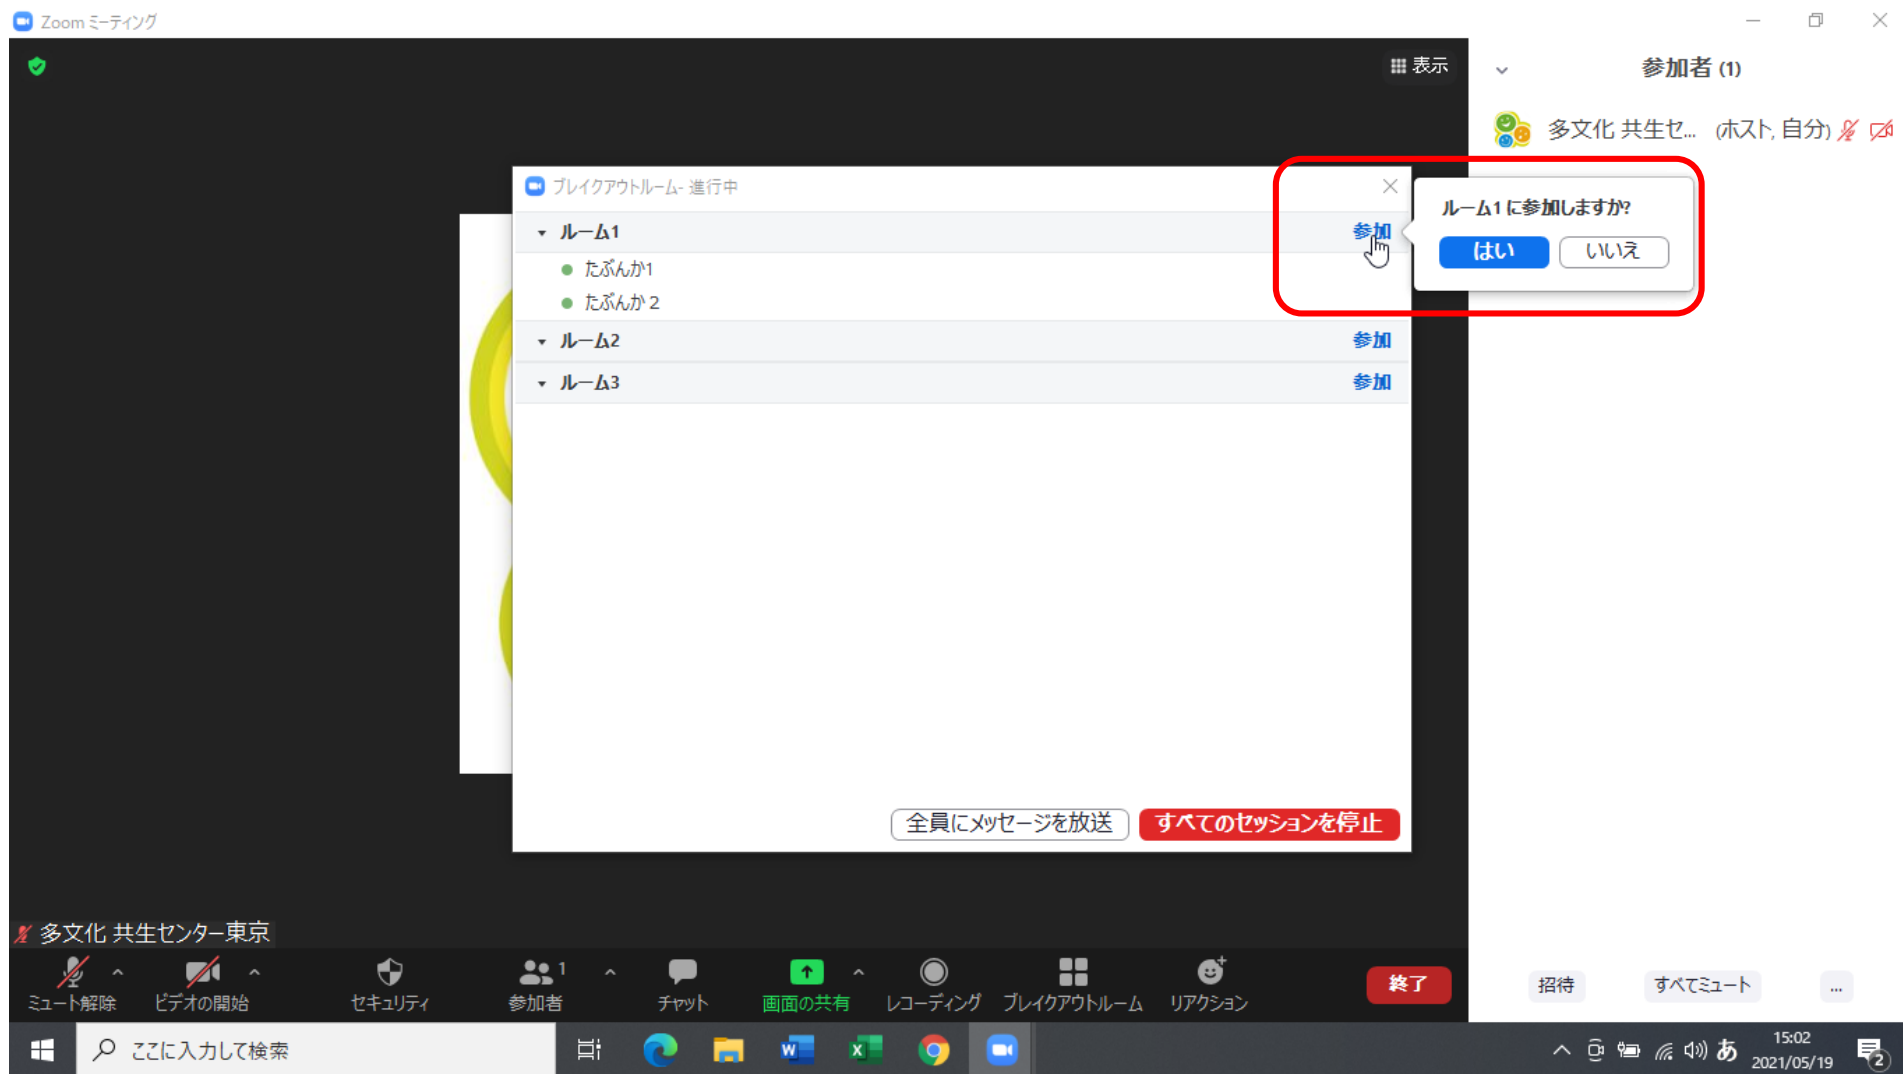 Zoom ミーティング
表示
参加者 (1)
多文化 共生セ... (ホスト, 自分)
ブレイクアウトルーム- 進行中
ルーム1
参加
ルーム1 に参加しますか?
はい
いいえ
たぶんか1
たぶんか 2
ルーム2
参加
ルーム3
参加
全員にメッセージを放送
すべてのセッションを停止
多文化 共生センター東京
1
ミュート解除
ビデオの開始
セキュリティ
参加者
チャット
画面の共有
レコーディング
ブレイクアウトルーム
リアクション
終了
招待
すべてミュート
...
ここに入力して検索
あ
15:02
2021/05/19
2